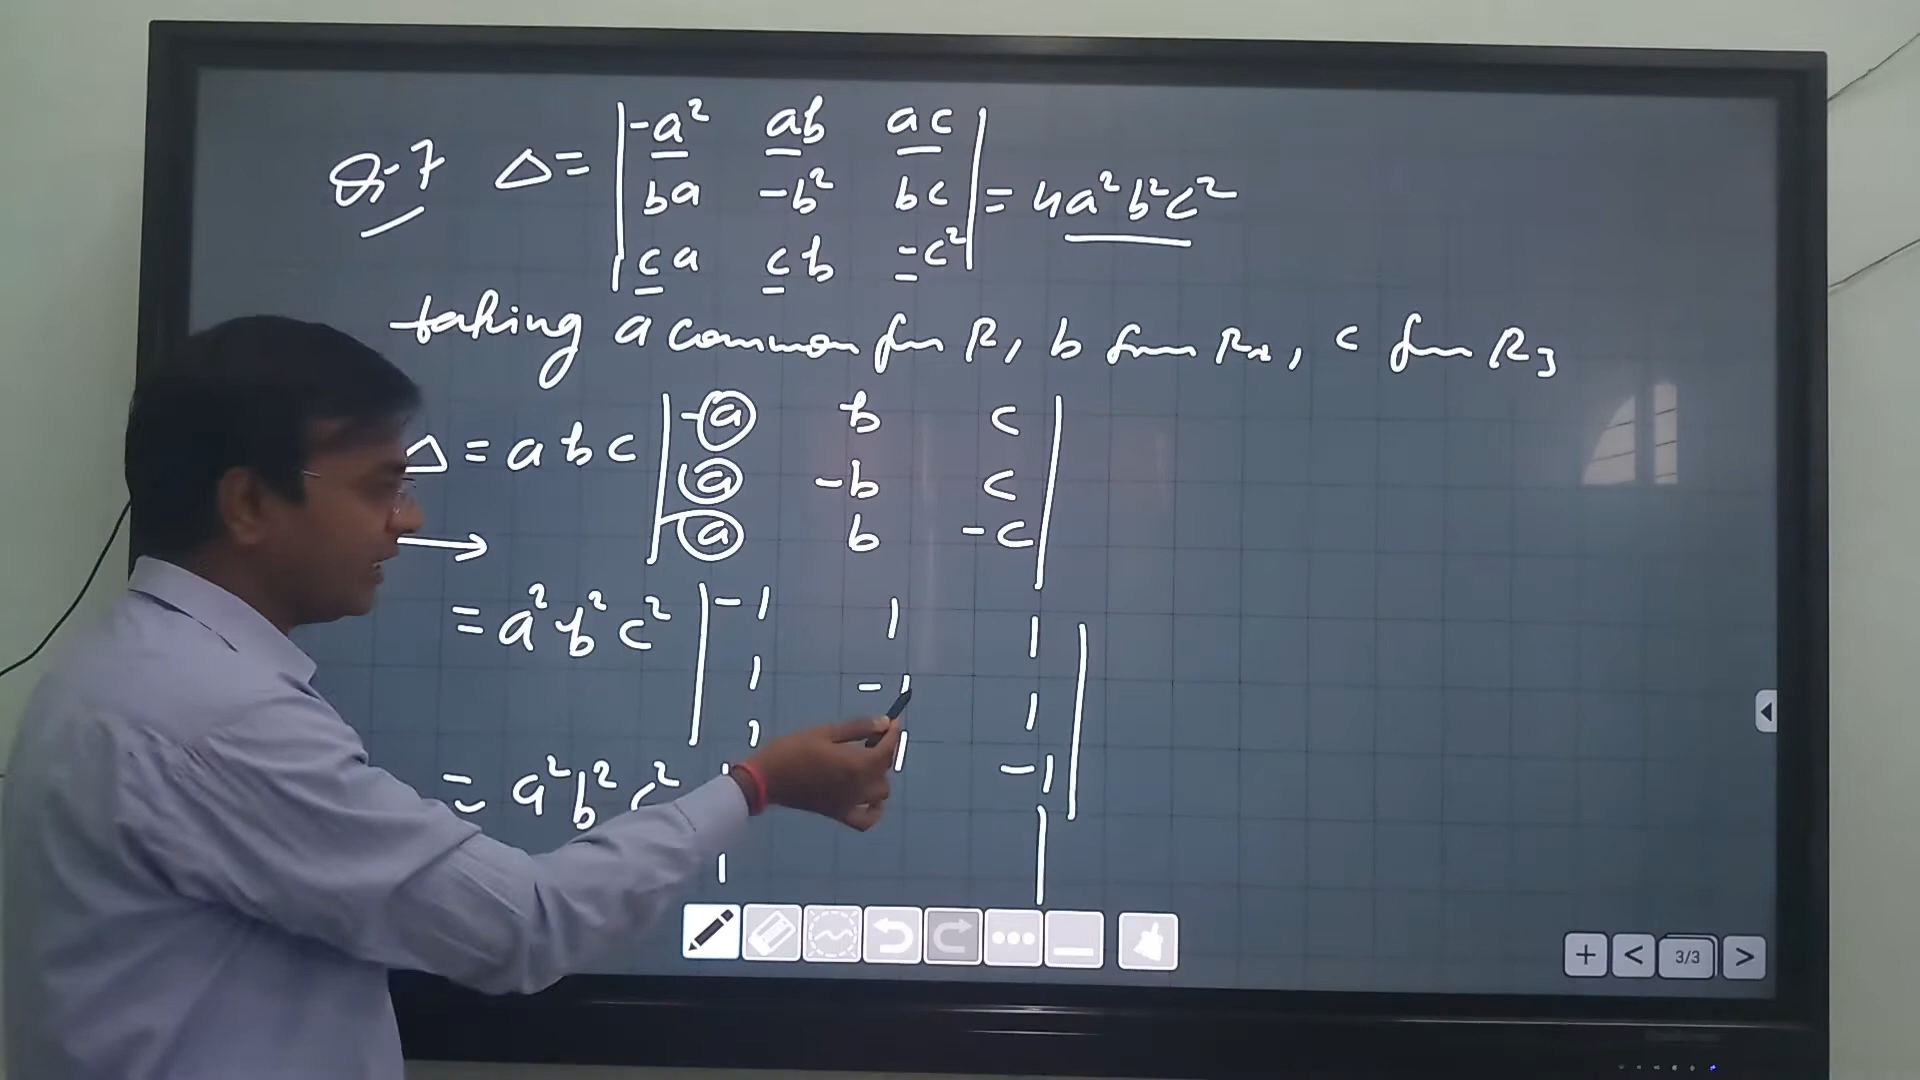 Q-7 Δ = | -a² ab ac |
| ba -b² bc | = 4a²b²c²
| ca cb -c² |
taking a common from R, b from R₂, c from R₃
Δ = abc | -a b c |
| a -b c |
| a b -c |
= a²b²c² | -1 1 1 |
| 1 -1 1 |
| 1 1 -1 |
= a²b²c²
1
3/3